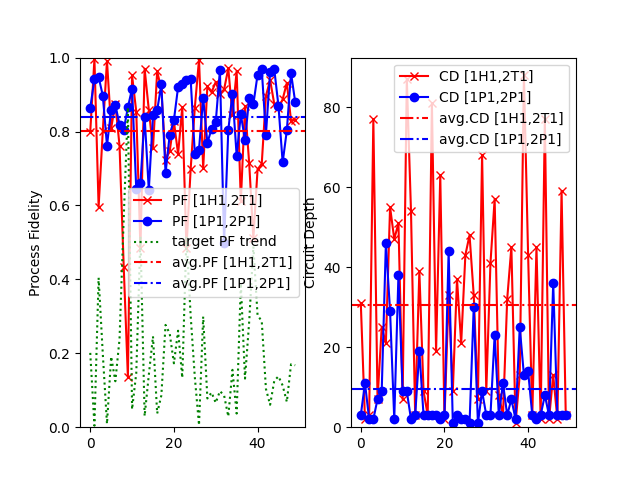 Process Fidelity
1.0
0.8
0.6
0.4
0.2
0.0
0
20
40
PF [1H1,2T1]
PF [1P1,2P1]
target PF trend
avg.PF [1H1,2T1]
avg.PF [1P1,2P1]
Circuit Depth
80
60
40
20
0
0
20
40
CD [1H1,2T1]
CD [1P1,2P1]
avg.CD [1H1,2T1]
avg.CD [1P1,2P1]